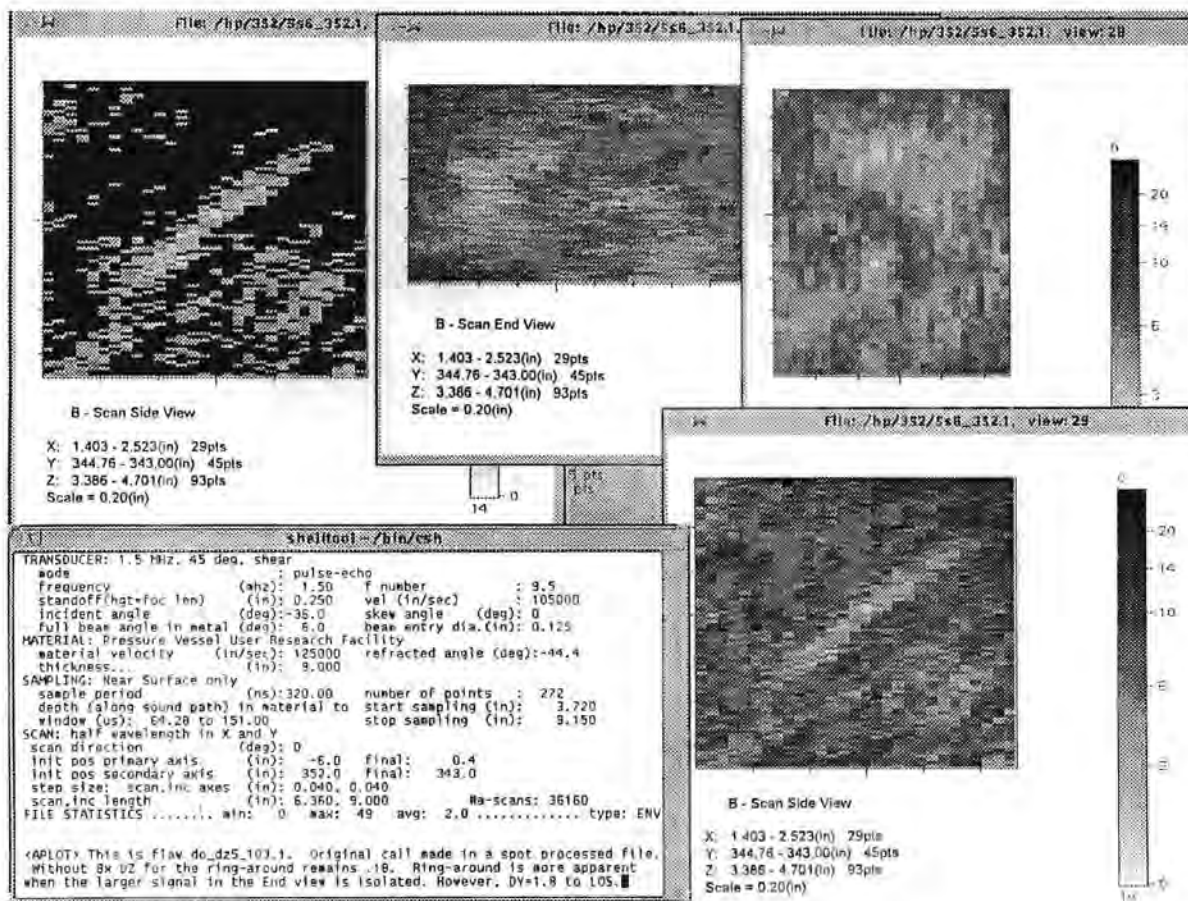 File: /hp/352/Ss6_352.1,
File: /hp/352/Ss6_352.1,
File: /hp/352/Ss6_352.1, view:28
B - Scan Side View
X: 1.403 - 2.523(in) 29pts
Y: 344.76 - 343.00(in) 45pts
Z: 3.386 - 4.701(in) 93pts
Scale = 0.20(in)
14
0
B - Scan End View
X: 1.403 - 2.523(in) 29pts
Y: 344.76 - 343.00(in) 45pts
Z: 3.386 - 4.701(in) 93pts
Scale = 0.20(in)
pts
pts
20
14
10
File: /hp/352/Ss6_352.1, view:29
20
14
10
B - Scan Side View
X: 1.403 - 2.523(in) 29pts
Y: 344.76 - 343.00(in) 45pts
Z: 3.386 - 4.701(in) 93pts
Scale = 0.20(in)
shelltool - /bin/csh
TRANSDUCER: 1.5 MHz, 45 deg, shear
mode : pulse-echo
frequency (mhz): 1.50 f number : 9.5
standoff(hgt+foc len) (in): 0.250 vel (in/sec) : 105000
incident angle (deg):-36.0 skew angle (deg): 0
full beam angle in metal (deg): 6.0 beam entry dia.(in): 0.125
MATERIAL: Pressure Vessel User Research Facility
material velocity (in/sec): 125000 refracted angle (deg):-44.4
thickness... (in): 9.000
SAMPLING: Near Surface only
sample period (ns):320.00 number of points : 272
depth (along sound path) in material to start sampling (in): 3.720
window (us): 64.28 to 151.00 stop sampling (in): 9.150
SCAN: half wavelength in X and Y
scan direction (deg): 0
init pos primary axis (in): -6.0 final: 0.4
init pos secondary axis (in): 352.0 final: 343.0
step size: scan,inc axes (in): 0.040, 0.040
scan,inc length (in): 6.360, 9.000 #a-scans: 36160
FILE STATISTICS ........ min: 0 max: 49 avg: 2.0 ............. type: ENV
<APLOT> This is flaw do_dz5_103.1. Original call made in a spot processed file.
Without 8x DZ for the ring-around remains .18. Ring-around is more apparent
when the larger signal in the End view is isolated. However, DY=1.8 to LOS.